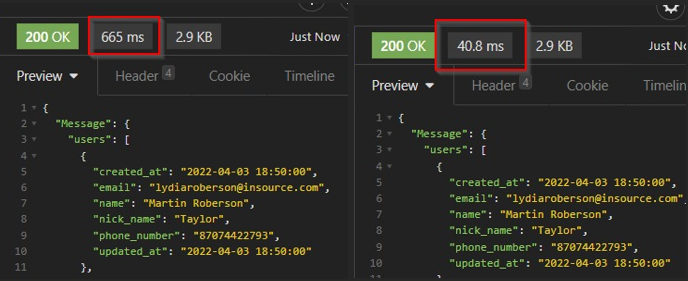 200 OK 665 ms 2.9 KB Just Now
Preview Header 4 Cookie Timeline
1 {
2 "Message": {
3 "users": [
4 {
5 "created_at": "2022-04-03 18:50:00",
6 "email": "lydiaroberson@insource.com",
7 "name": "Martin Roberson",
8 "nick_name": "Taylor",
9 "phone_number": "87074422793",
10 "updated_at": "2022-04-03 18:50:00"
11 },
200 OK 40.8 ms 2.9 KB Just No
Preview Header 4 Cookie Timelin
1 {
2 "Message": {
3 "users": [
4 {
5 "created_at": "2022-04-03 18:50:00",
6 "email": "lydiaroberson@insource.com",
7 "name": "Martin Roberson",
8 "nick_name": "Taylor",
9 "phone_number": "87074422793",
10 "updated_at": "2022-04-03 18:50:00"
11 },